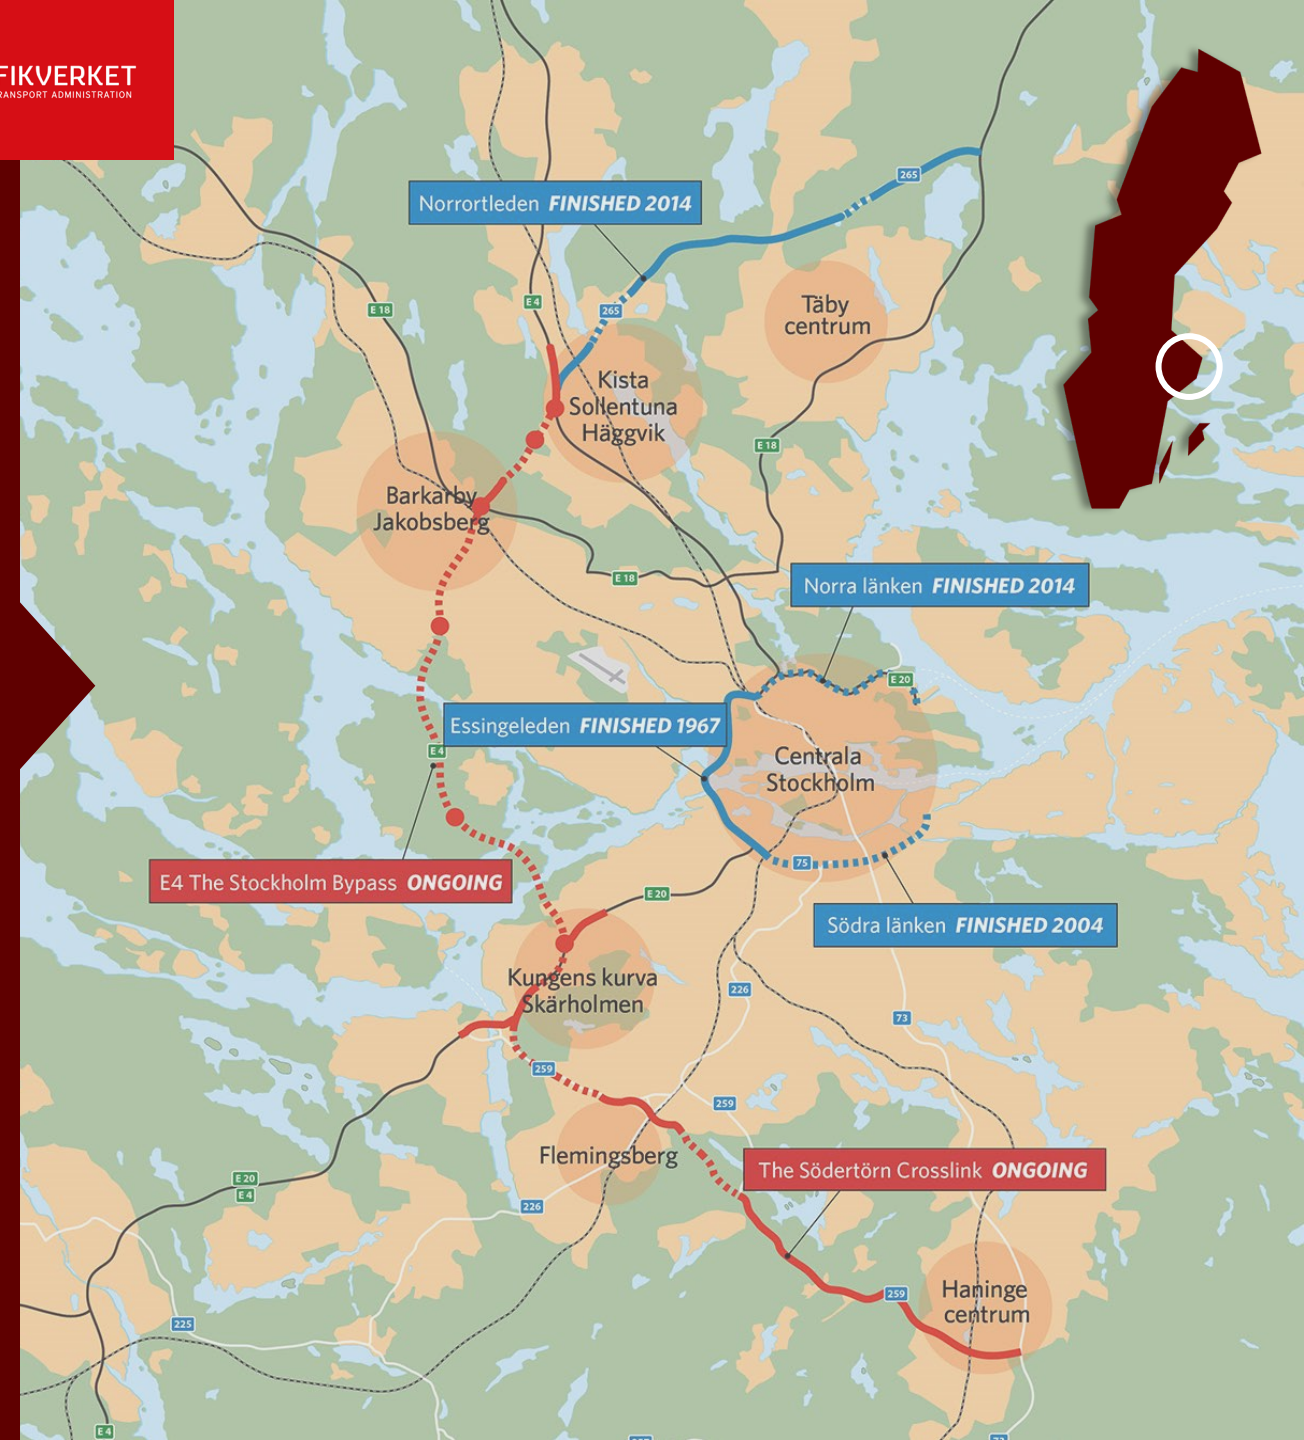 FIKVERKET
RANSPORT ADMINISTRATION
265
Norrortleden FINISHED 2014
E 4
E 18
265
Täby
centrum
Kista
Sollentuna
Häggvik
E 18
Barkarby
Jakobsberg
E 18
Norra länken FINISHED 2014
E 20
Essingeleden FINISHED 1967
E 4
Centrala
Stockholm
75
E4 The Stockholm Bypass ONGOING
E 20
Södra länken FINISHED 2004
Kungens kurva
Skärholmen
226
73
259
259
Flemingsberg
The Södertörn Crosslink ONGOING
E 20
E 4
226
259
Haninge
centrum
225
E 4